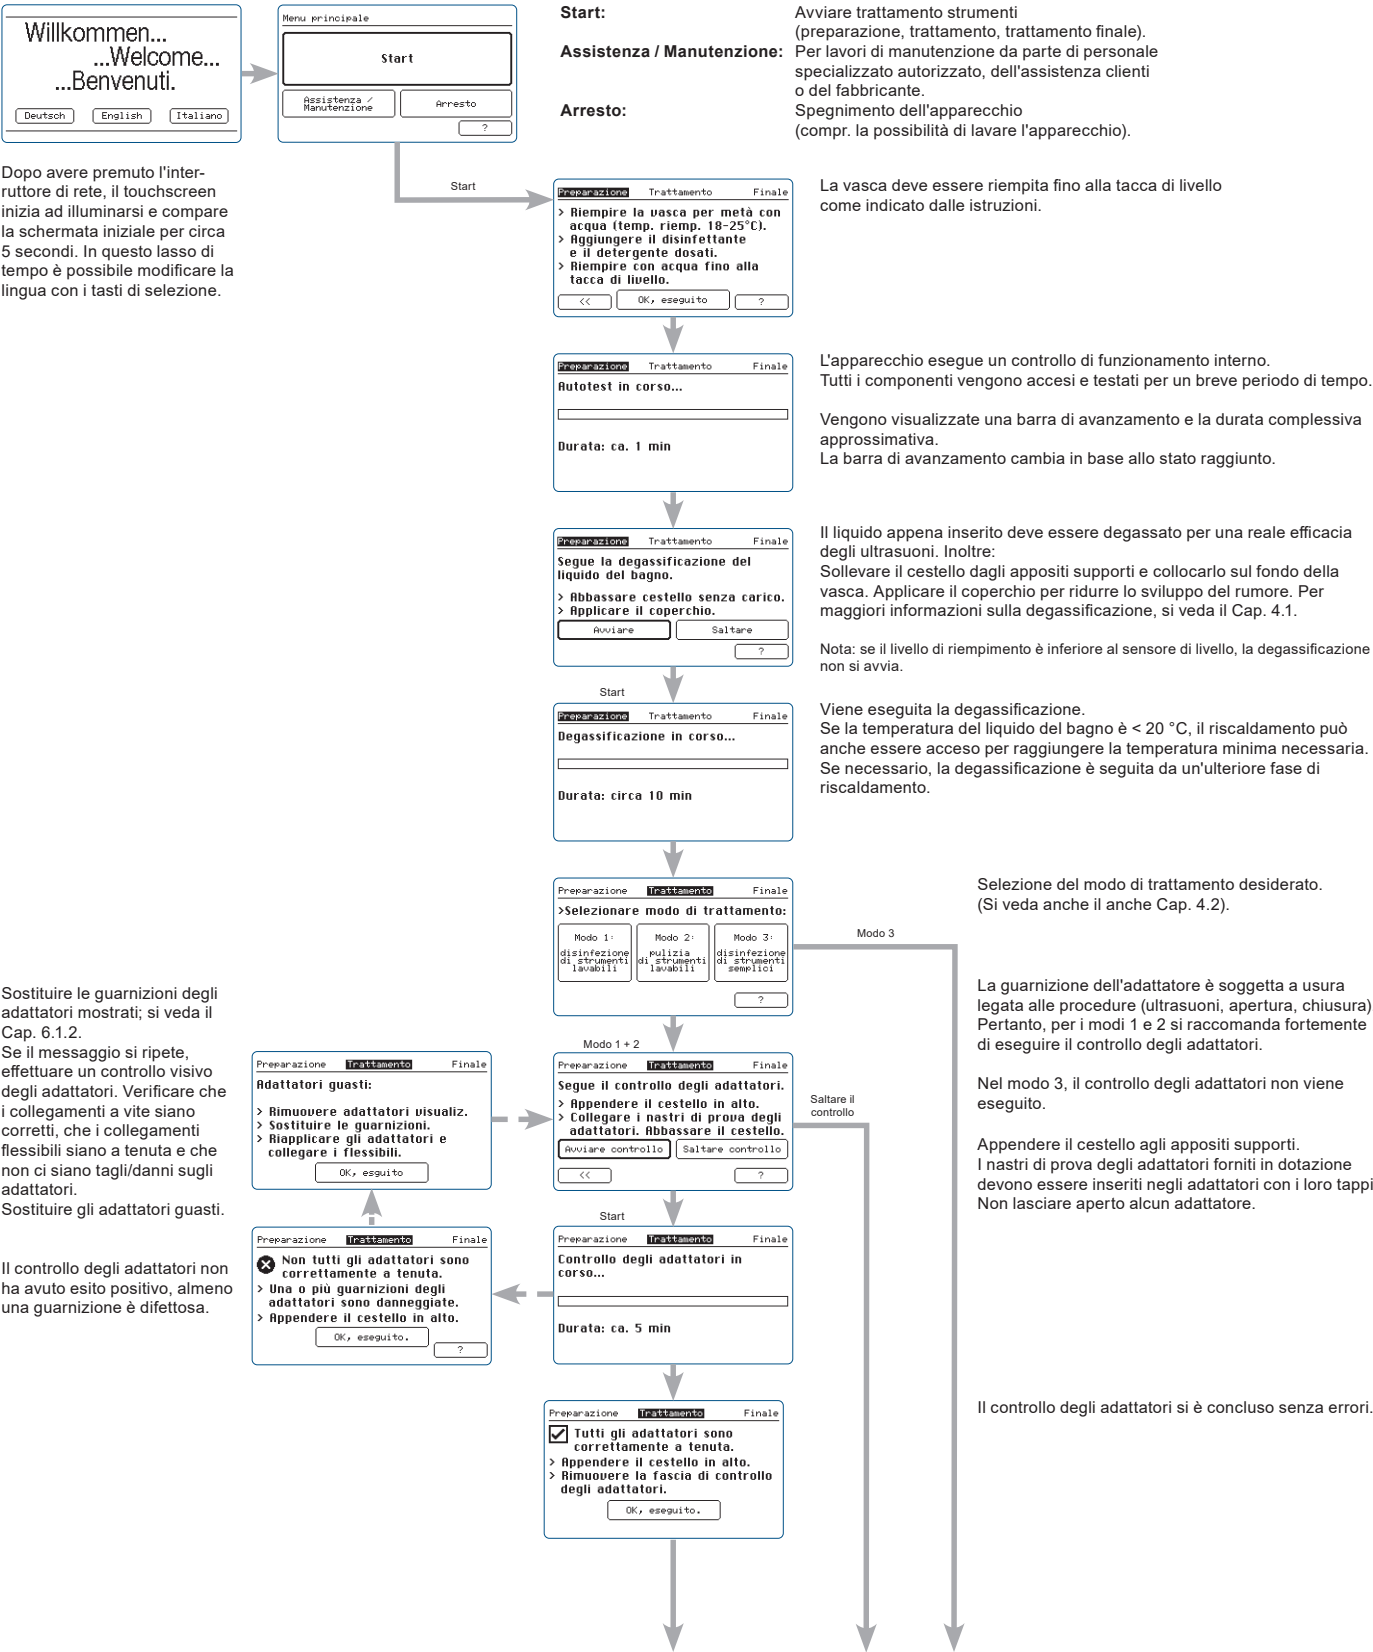 Willkommen...
...Welcome...
...Benvenuti.
Deutsch English Italiano
Menu principale
Start
Assistenza /
Manutenzione
Arresto
?
Start: Avviare trattamento strumenti
(preparazione, trattamento, trattamento finale).
Assistenza / Manutenzione: Per lavori di manutenzione da parte di personale
specializzato autorizzato, dell'assistenza clienti
o del fabbricante.
Arresto: Spegnimento dell'apparecchio
(compr. la possibilità di lavare l'apparecchio).
Dopo avere premuto l'inter-
ruttore di rete, il touchscreen
inizia ad illuminarsi e compare
la schermata iniziale per circa
5 secondi. In questo lasso di
tempo è possibile modificare la
lingua con i tasti di selezione.
Start
Preparazione Trattamento Finale
> Riempire la vasca per metà con
acqua (temp. riemp. 18-25°C).
> Aggiungere il disinfettante
e il detergente dosati.
> Riempire con acqua fino alla
tacca di livello.
<< OK, eseguito ?
La vasca deve essere riempita fino alla tacca di livello
come indicato dalle istruzioni.
Preparazione Trattamento Finale
Autotest in corso...
Durata: ca. 1 min
L'apparecchio esegue un controllo di funzionamento interno.
Tutti i componenti vengono accesi e testati per un breve periodo di tempo.
Vengono visualizzate una barra di avanzamento e la durata complessiva
approssimativa.
La barra di avanzamento cambia in base allo stato raggiunto.
Preparazione Trattamento Finale
Segue la degassificazione del
liquido del bagno.
> Abbassare cestello senza carico.
> Applicare il coperchio.
Avviare Saltare
?
Il liquido appena inserito deve essere degassato per una reale efficacia
degli ultrasuoni. Inoltre:
Sollevare il cestello dagli appositi supporti e collocarlo sul fondo della
vasca. Applicare il coperchio per ridurre lo sviluppo del rumore. Per
maggiori informazioni sulla degassificazione, si veda il Cap. 4.1.
Nota: se il livello di riempimento è inferiore al sensore di livello, la degassificazione
non si avvia.
Start
Preparazione Trattamento Finale
Degassificazione in corso...
Durata: circa 10 min
Viene eseguita la degassificazione.
Se la temperatura del liquido del bagno è < 20 °C, il riscaldamento può
anche essere acceso per raggiungere la temperatura minima necessaria.
Se necessario, la degassificazione è seguita da un'ulteriore fase di
riscaldamento.
Preparazione Trattamento Finale
>Selezionare modo di trattamento:
Modo 1: Modo 2: Modo 3:
disinfezione pulizia disinfezione
di strumenti di strumenti di strumenti
lavabili lavabili semplici
?
Modo 3
Selezione del modo di trattamento desiderato.
(Si veda anche il anche Cap. 4.2).
La guarnizione dell'adattatore è soggetta a usura
legata alle procedure (ultrasuoni, apertura, chiusura)
Pertanto, per i modi 1 e 2 si raccomanda fortemente
di eseguire il controllo degli adattatori.
Nel modo 3, il controllo degli adattatori non viene
eseguito.
Appendere il cestello agli appositi supporti.
I nastri di prova degli adattatori forniti in dotazione
devono essere inseriti negli adattatori con i loro tappi
Non lasciare aperto alcun adattatore.
Modo 1 + 2
Preparazione Trattamento Finale
Segue il controllo degli adattatori.
> Appendere il cestello in alto.
> Collegare i nastri di prova degli
adattatori. Abbassare il cestello.
Avviare controllo Saltare controllo
<< ?
Saltare il
controllo
Sostituire le guarnizioni degli
adattatori mostrati; si veda il
Cap. 6.1.2.
Se il messaggio si ripete,
effettuare un controllo visivo
degli adattatori. Verificare che
i collegamenti a vite siano
corretti, che i collegamenti
flessibili siano a tenuta e che
non ci siano tagli/danni sugli
adattatori.
Sostituire gli adattatori guasti.
Preparazione Trattamento Finale
Adattatori guasti:
> Rimuovere adattatori visualiz.
> Sostituire le guarnizioni.
> Riapplicare gli adattatori e
collegare i flessibili.
OK, esguito
Start
Preparazione Trattamento Finale
Controllo degli adattatori in
corso...
Durata: ca. 5 min
Il controllo degli adattatori non
ha avuto esito positivo, almeno
una guarnizione è difettosa.
Preparazione Trattamento Finale
Non tutti gli adattatori sono
correttamente a tenuta.
> Una o più guarnizioni degli
adattatori sono danneggiate.
> Appendere il cestello in alto.
OK, eseguito.
?
Preparazione Trattamento Finale
Tutti gli adattatori sono
correttamente a tenuta.
> Appendere il cestello in alto.
> Rimuovere la fascia di controllo
degli adattatori.
OK, eseguito.
Il controllo degli adattatori si è concluso senza errori.